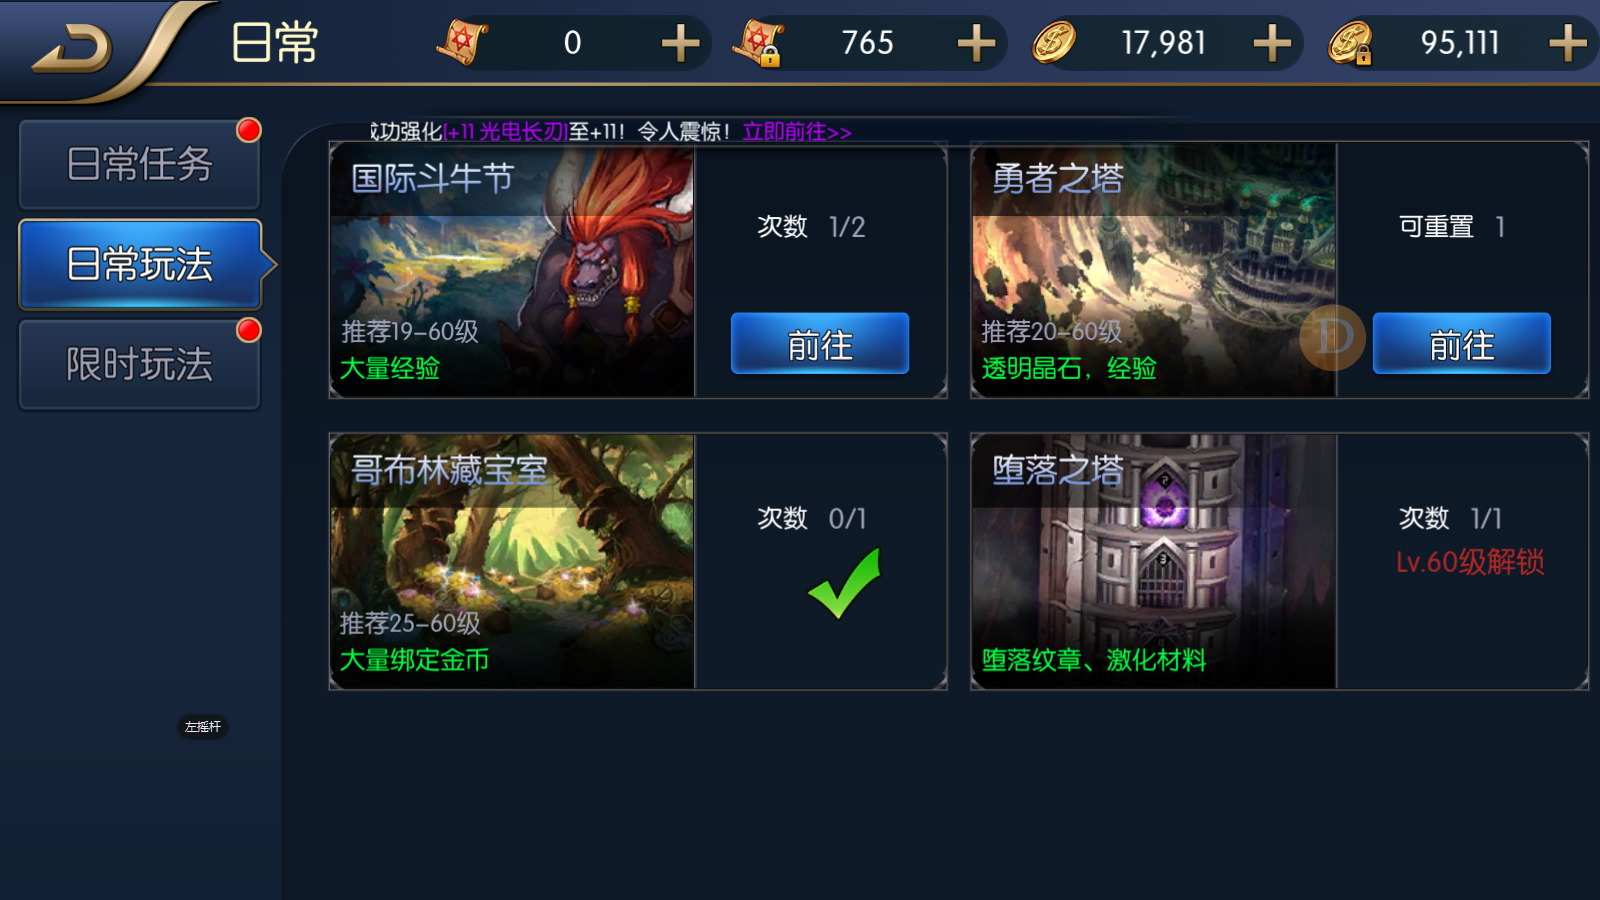 日常
0
765
17,981
95,111
成功强化[+11 光电长刃]至+11！令人震惊！立即前往>>
日常任务
日常玩法
限时玩法
国际斗牛节
次数 1/2
推荐19-60级
大量经验
前往
勇者之塔
可重置 1
推荐20-60级
透明晶石，经验
D
前往
哥布林藏宝室
次数 0/1
推荐25-60级
大量绑定金币
堕落之塔
次数 1/1
Lv.60级解锁
堕落纹章、激化材料
左摇杆